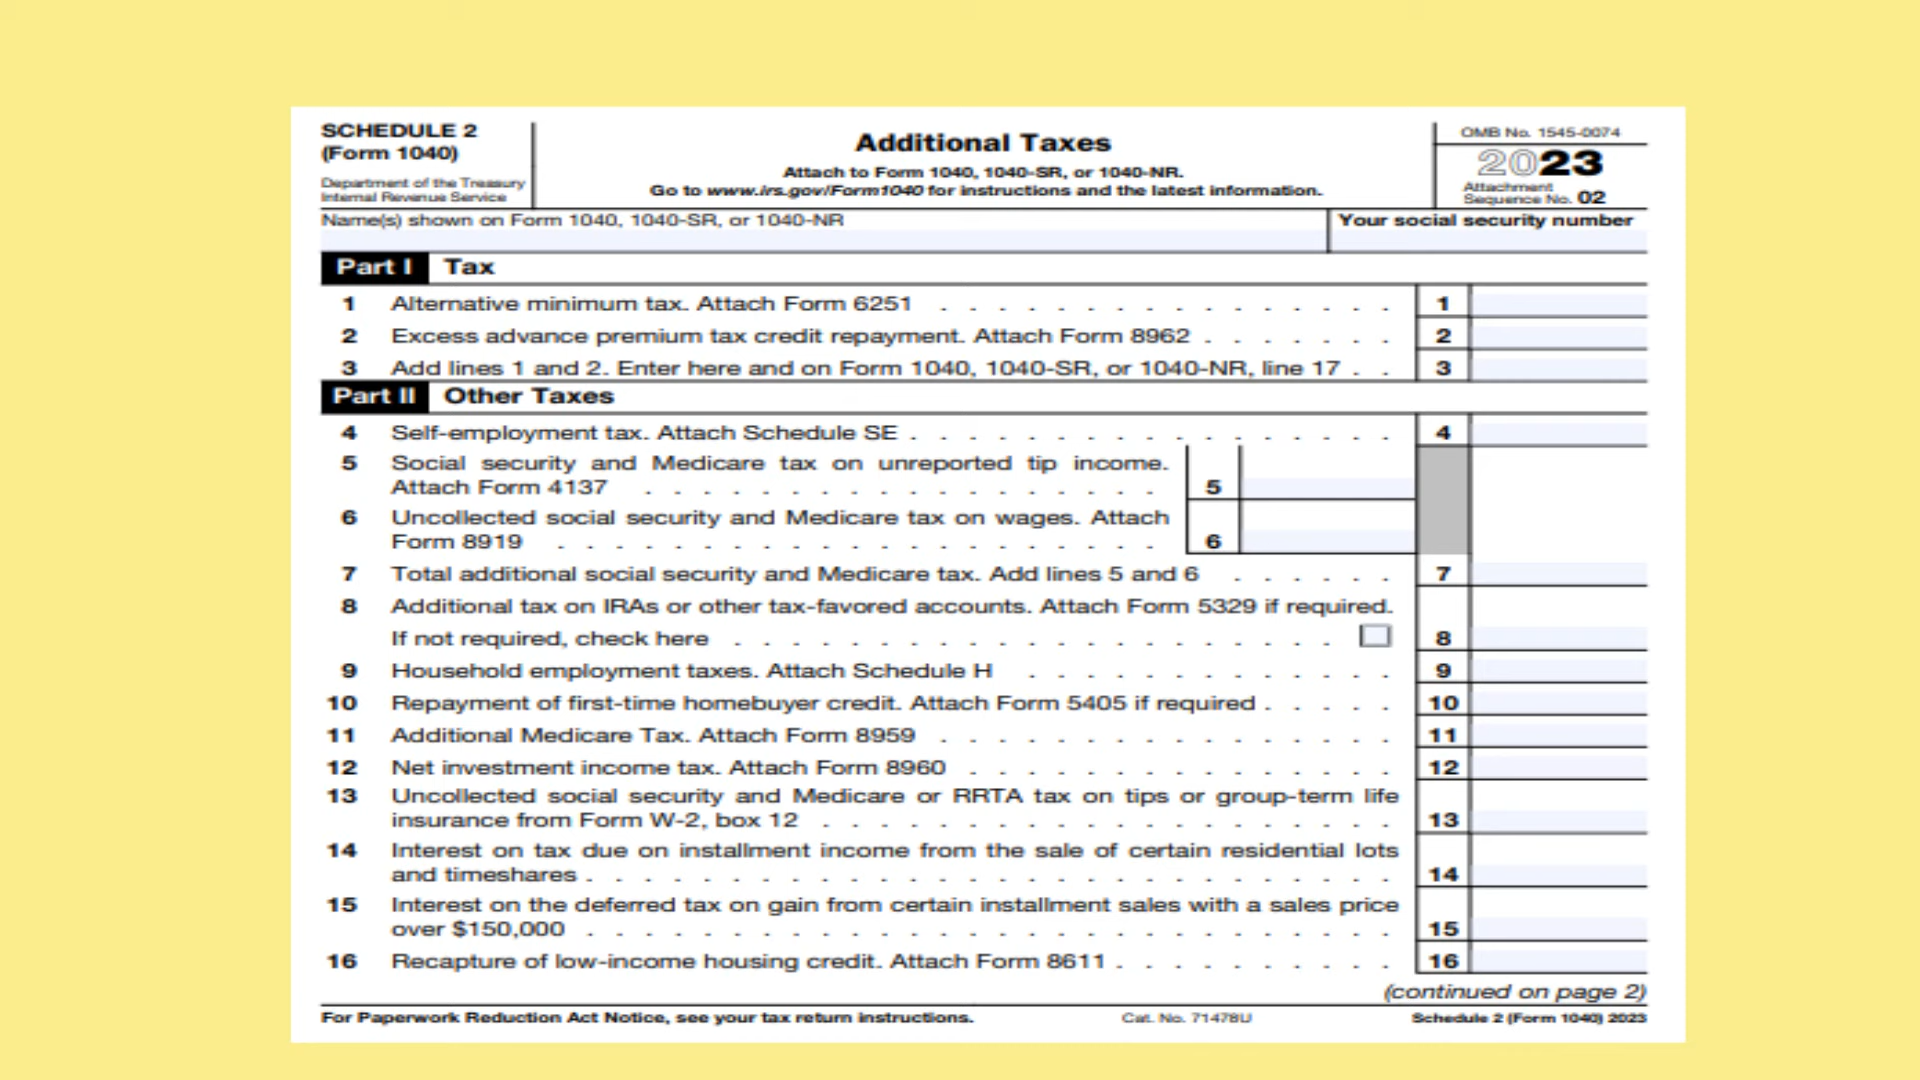 SCHEDULE 2
(Form 1040)
Department of the Treasury
Internal Revenue Service
Additional Taxes
Attach to Form 1040, 1040-SR, or 1040-NR.
Go to www.irs.gov/Form1040 for instructions and the latest information.
OMB No. 1545-0074
2023
Attachment
Sequence No. 02
Name(s) shown on Form 1040, 1040-SR, or 1040-NR
Your social security number
Part I Tax
1 Alternative minimum tax. Attach Form 6251 . . . . . . . . . . . . . . . . 1
2 Excess advance premium tax credit repayment. Attach Form 8962 . . . . . . . 2
3 Add lines 1 and 2. Enter here and on Form 1040, 1040-SR, or 1040-NR, line 17 . . 3
Part II Other Taxes
4 Self-employment tax. Attach Schedule SE . . . . . . . . . . . . . . . . . 4
5 Social security and Medicare tax on unreported tip income.
Attach Form 4137 . . . . . . . . . . . . . . . . . . 5
6 Uncollected social security and Medicare tax on wages. Attach
Form 8919 . . . . . . . . . . . . . . . . . . . . . 6
7 Total additional social security and Medicare tax. Add lines 5 and 6 . . . . . . 7
8 Additional tax on IRAs or other tax-favored accounts. Attach Form 5329 if required.
If not required, check here . . . . . . . . . . . . . . . . . . . . . . 8
9 Household employment taxes. Attach Schedule H . . . . . . . . . . . . . 9
10 Repayment of first-time homebuyer credit. Attach Form 5405 if required . . . . . 10
11 Additional Medicare Tax. Attach Form 8959 . . . . . . . . . . . . . . . . 11
12 Net investment income tax. Attach Form 8960 . . . . . . . . . . . . . . . 12
13 Uncollected social security and Medicare or RRTA tax on tips or group-term life
insurance from Form W-2, box 12 . . . . . . . . . . . . . . . . . . . . 13
14 Interest on tax due on installment income from the sale of certain residential lots
and timeshares . . . . . . . . . . . . . . . . . . . . . . . . . . . . 14
15 Interest on the deferred tax on gain from certain installment sales with a sales price
over $150,000 . . . . . . . . . . . . . . . . . . . . . . . . . . . . 15
16 Recapture of low-income housing credit. Attach Form 8611 . . . . . . . . . . 16
(continued on page 2)
For Paperwork Reduction Act Notice, see your tax return instructions.
Cat. No. 71478U
Schedule 2 (Form 1040) 2023